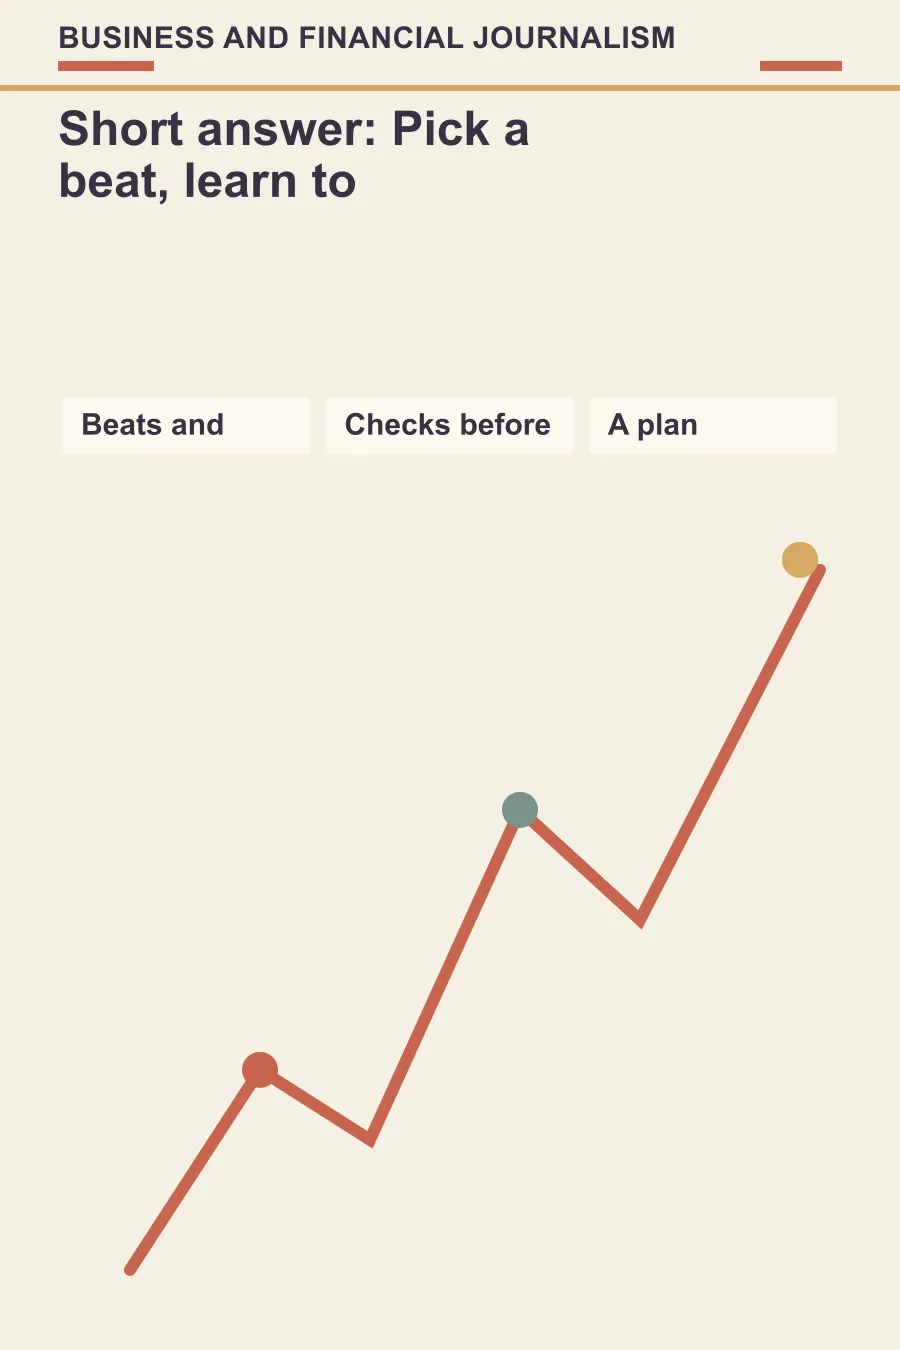 BUSINESS AND FINANCIAL JOURNALISM
Short answer: Pick a
beat, learn to
Beats and
Checks before
A plan